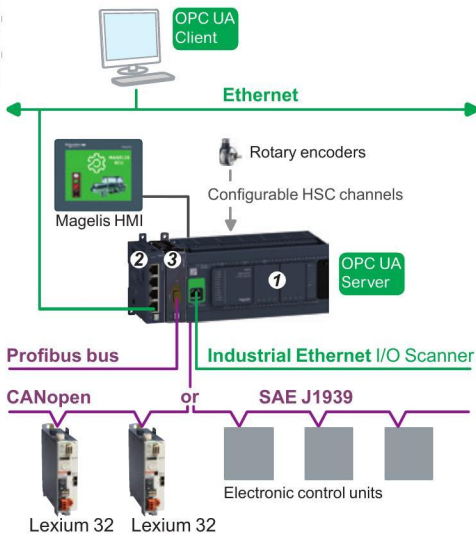 OPC UA
Client
Ethernet
Rotary encoders
Configurable HSC channels
Magelis HMI
2
3
1
OPC UA
Server
Profibus bus
Industrial Ethernet I/O Scanner
CANopen
or
SAE J1939
Electronic control units
Lexium 32
Lexium 32